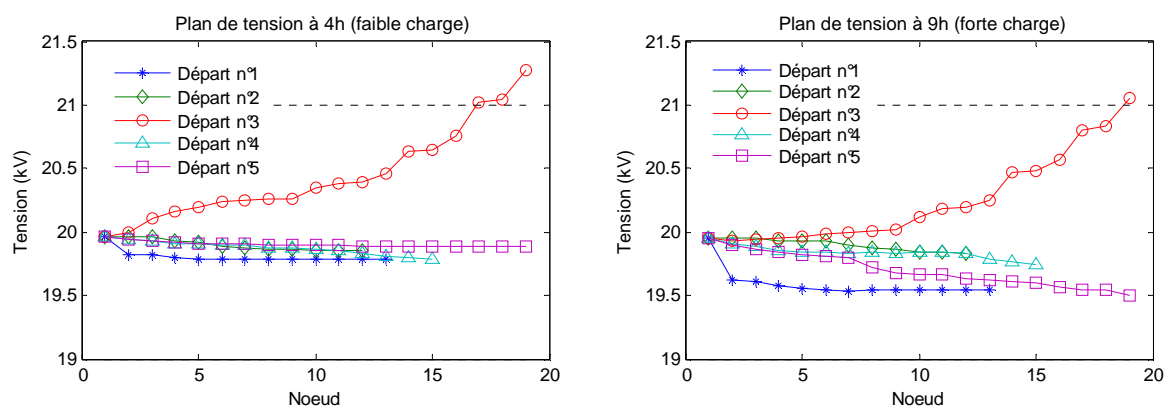 Plan de tension à 4h (faible charge)
21.5
21
20.5
20
19.5
19
Tension (kV)
Départ n°1
Départ n°2
Départ n°3
Départ n°4
Départ n°5
0
5
10
15
20
Noeud
Plan de tension à 9h (forte charge)
21.5
21
20.5
20
19.5
19
Tension (kV)
Départ n°1
Départ n°2
Départ n°3
Départ n°4
Départ n°5
0
5
10
15
20
Noeud